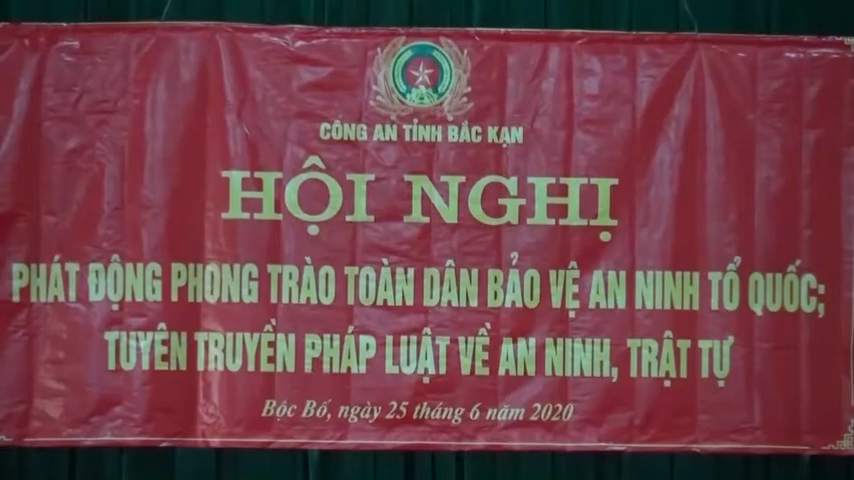 CÔNG AN TỈNH BẮC KẠN
HỘI NGHỊ
PHÁT ĐỘNG PHONG TRÀO TOÀN DÂN BẢO VỆ AN NINH TỔ QUỐC;
TUYÊN TRUYỀN PHÁP LUẬT VỀ AN NINH, TRẬT TỰ
Bộc Bố, ngày 25 tháng 6 năm 2020